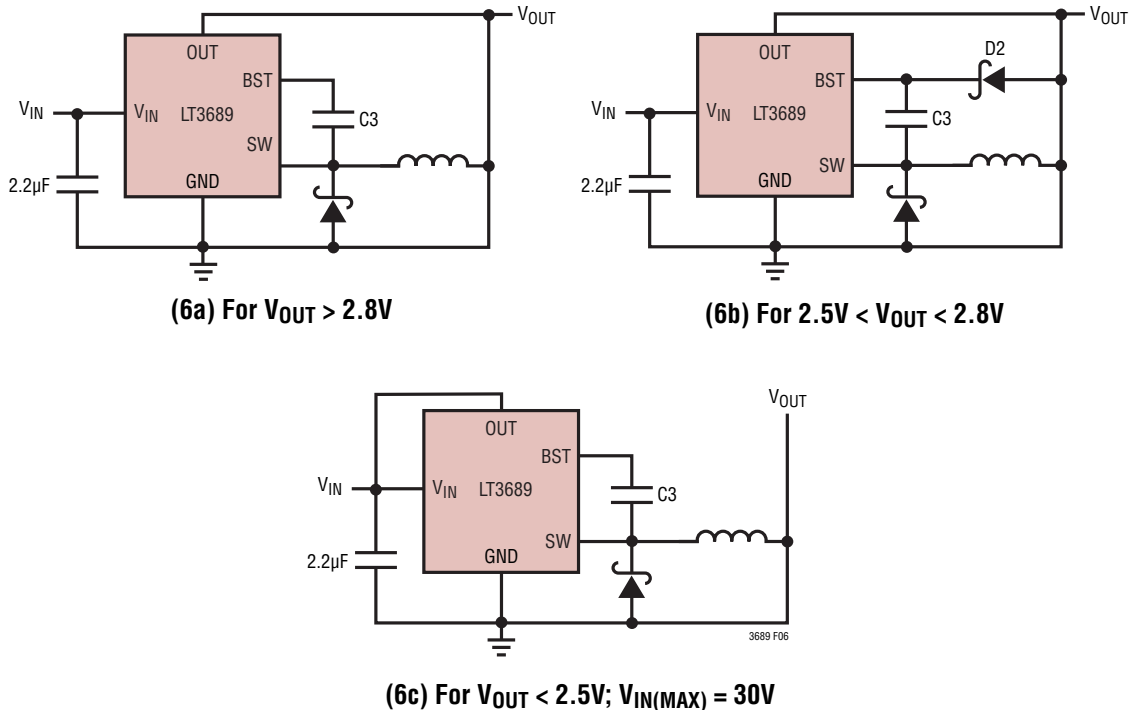 VOUT
OUT
BST
VIN
VIN
LT3689
C3
SW
2.2µF
GND
(6a) For VOUT > 2.8V
VOUT
OUT
D2
BST
VIN
VIN
LT3689
C3
SW
2.2µF
GND
(6b) For 2.5V < VOUT < 2.8V
VOUT
OUT
BST
VIN
VIN
LT3689
C3
SW
2.2µF
GND
3689 F06
(6c) For VOUT < 2.5V; VIN(MAX) = 30V